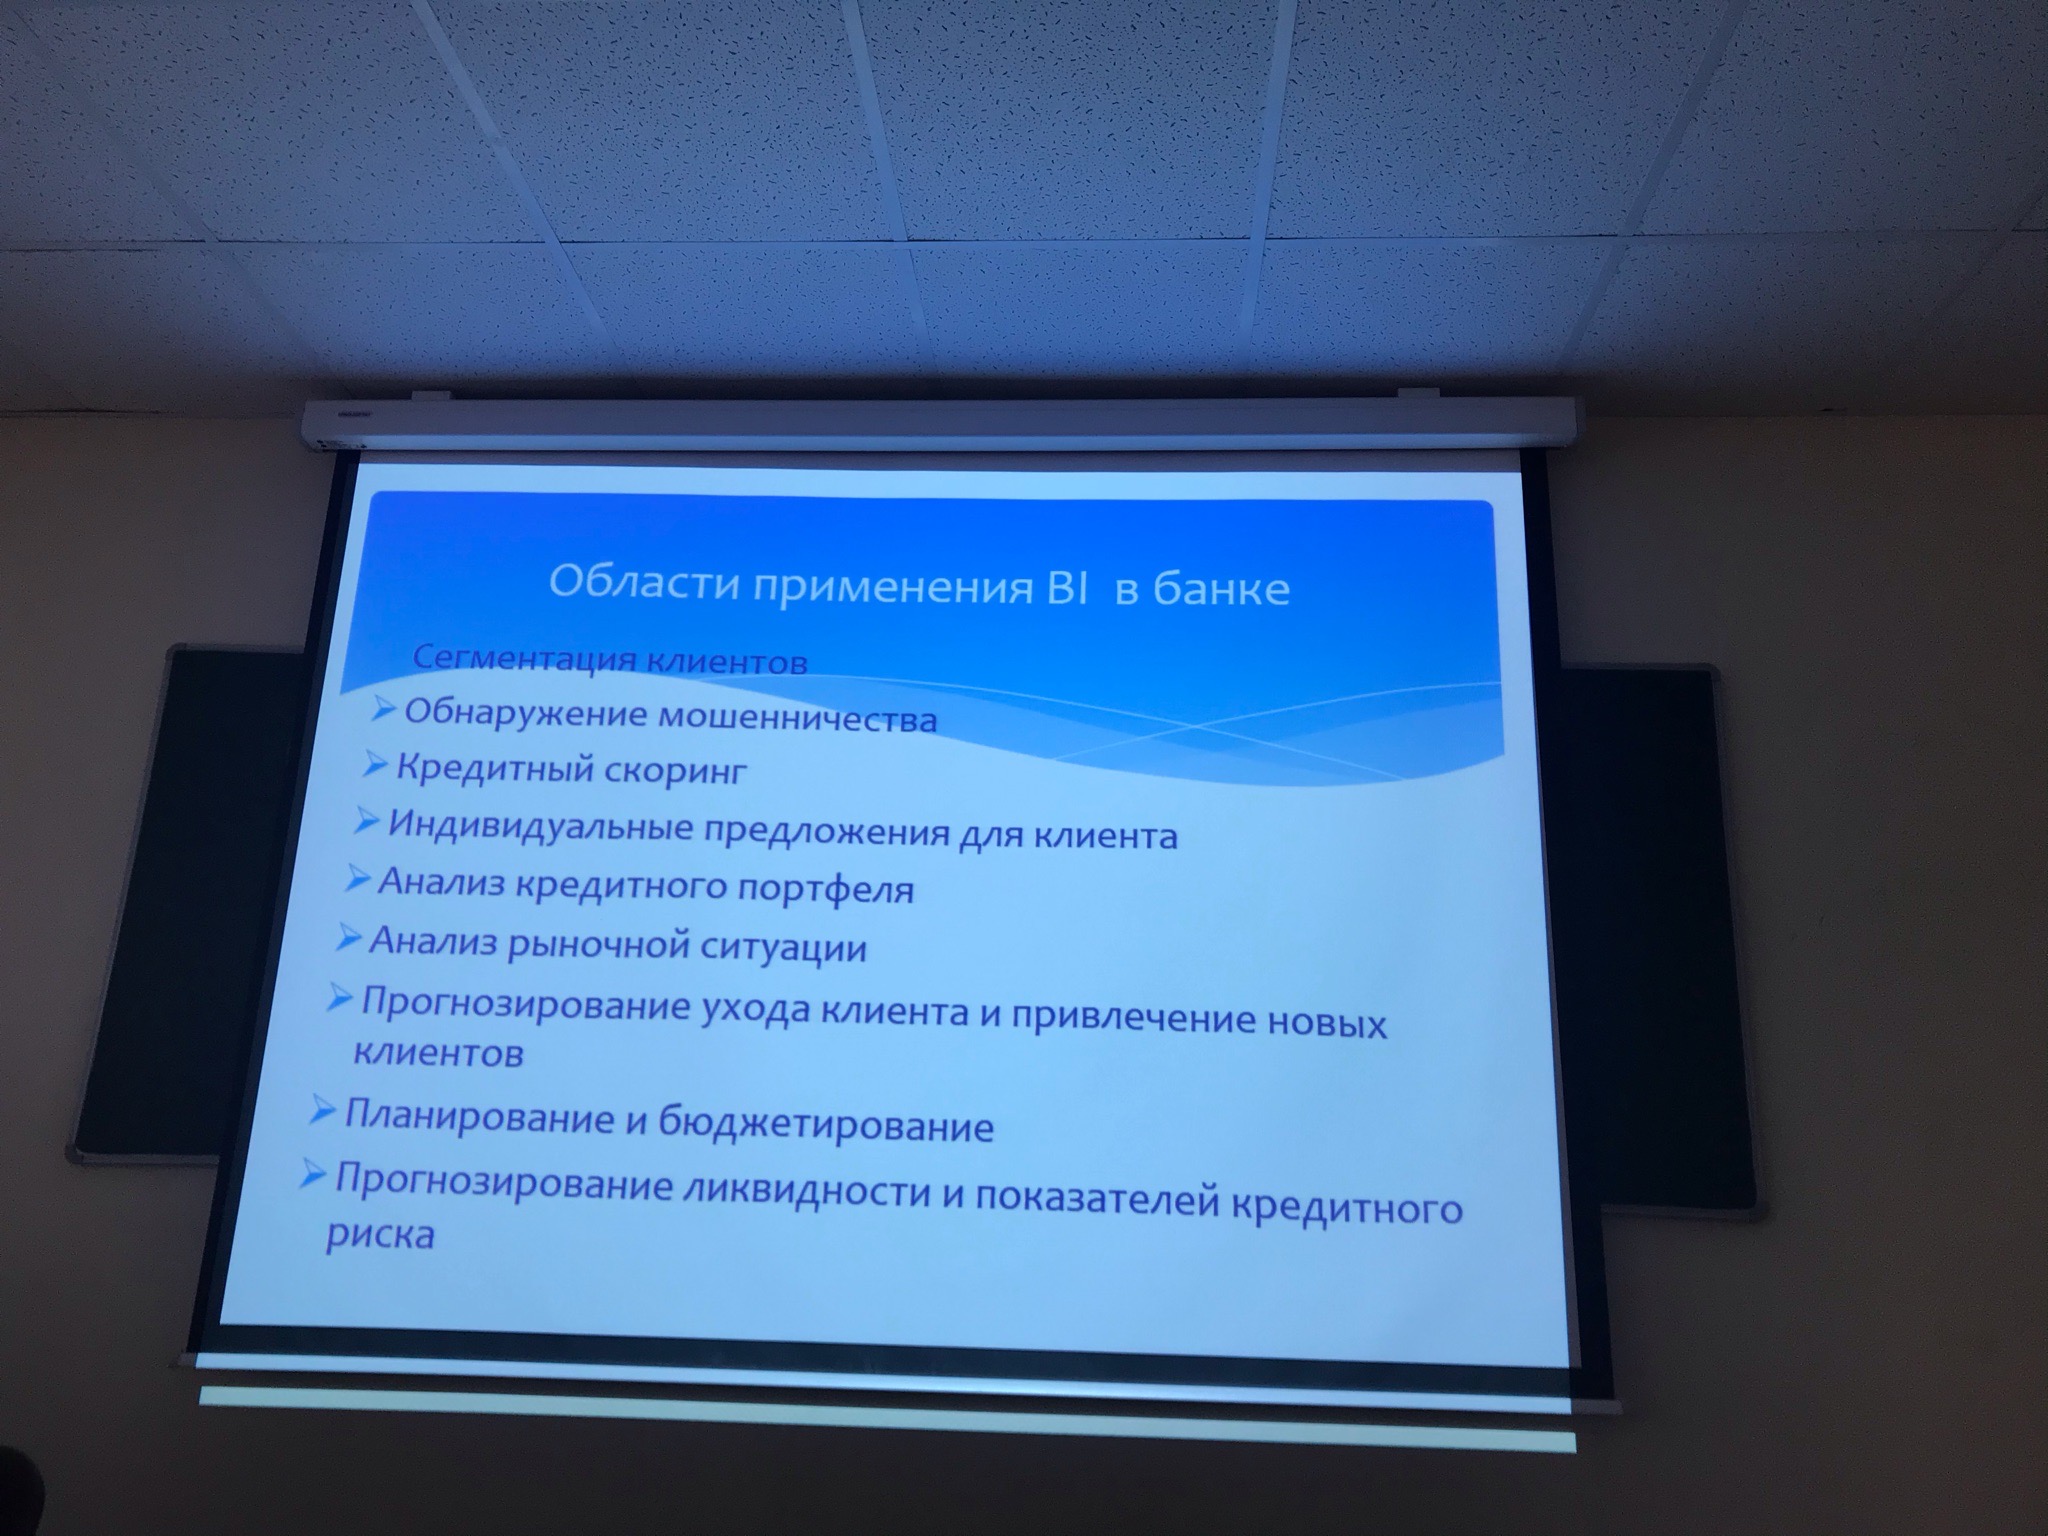 Области применения BI в банке
Сегментация клиентов
Обнаружение мошенничества
Кредитный скоринг
Индивидуальные предложения для клиента
Анализ кредитного портфеля
Анализ рыночной ситуации
Прогнозирование ухода клиента и привлечение новых
клиентов
Планирование и бюджетирование
Прогнозирование ликвидности и показателей кредитного
риска